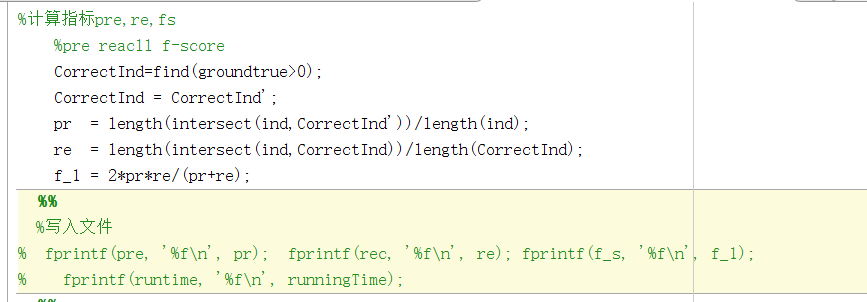 %计算指标pre,re,fs
%pre reacll f-score
CorrectInd=find(groundtrue>0);
CorrectInd = CorrectInd';
pr  = length(intersect(ind,CorrectInd'))/length(ind);
re  = length(intersect(ind,CorrectInd))/length(CorrectInd);
f_1 = 2*pr*re/(pr+re);
%%
%写入文件
%  fprintf(pre, '%f\n', pr);  fprintf(rec, '%f\n', re); fprintf(f_s, '%f\n', f_1);
%    fprintf(runtime, '%f\n', runningTime);
%%